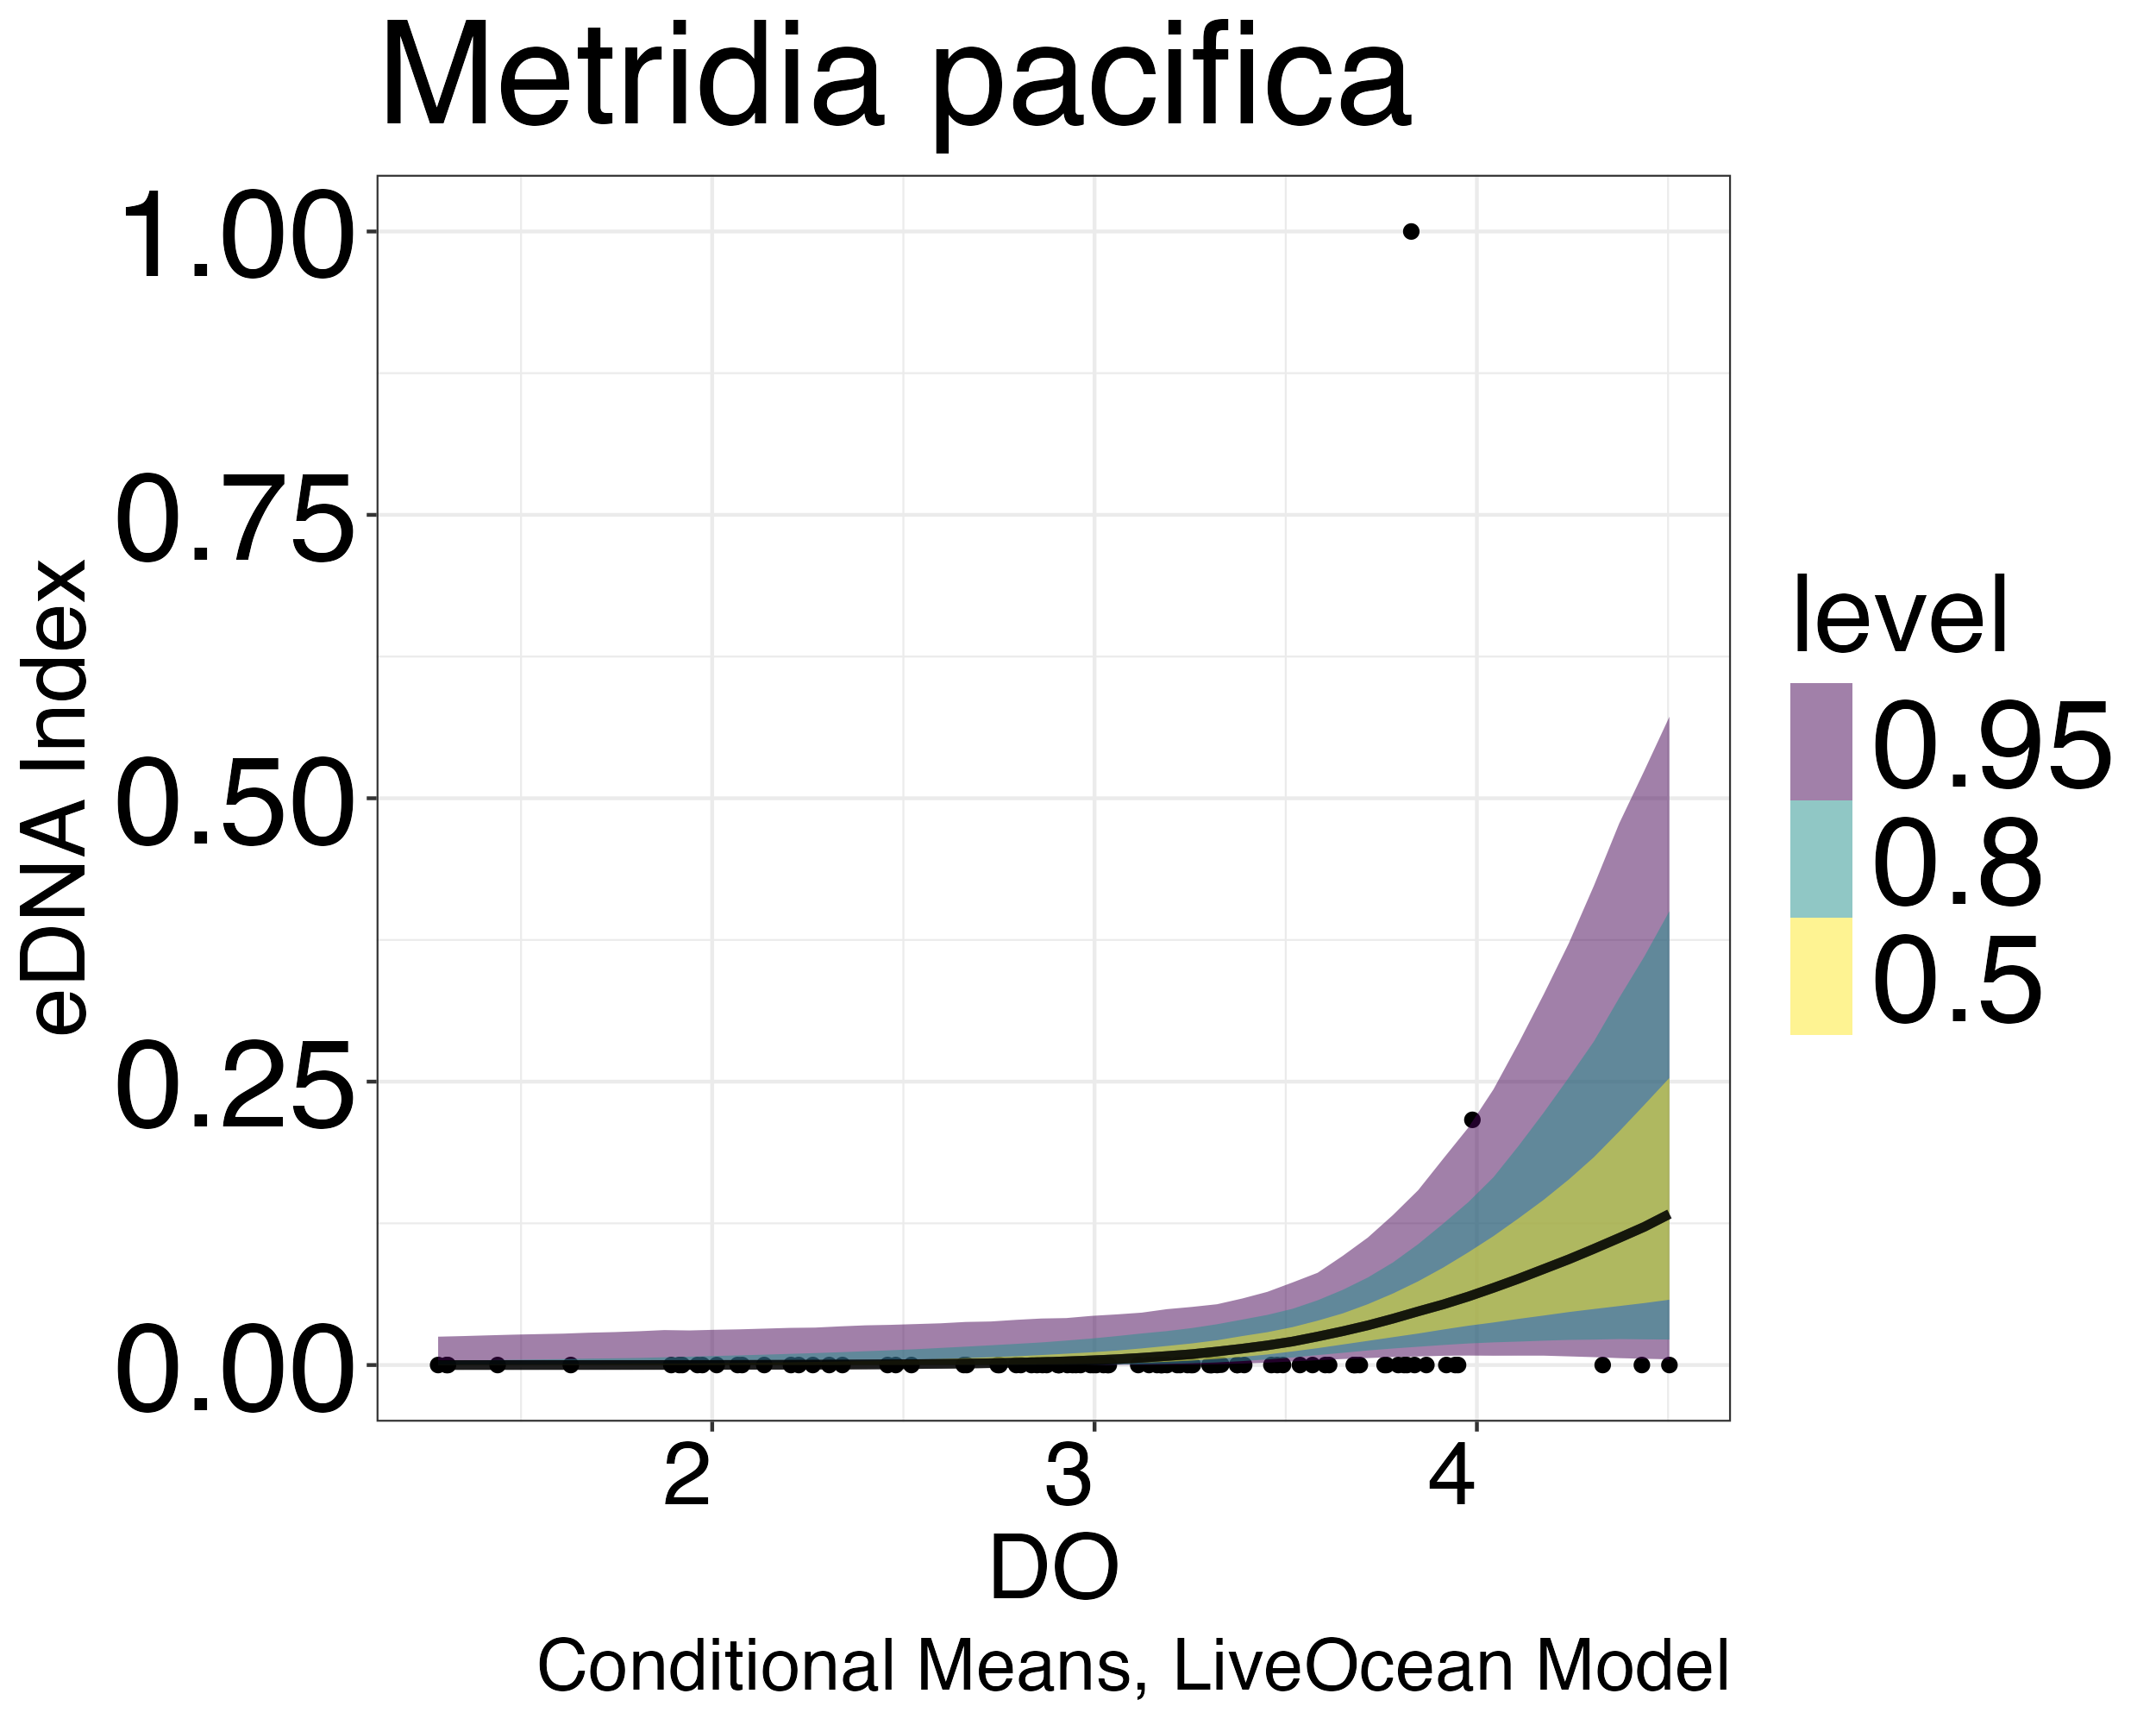 Metridia pacifica
1.00
0.75
0.50
0.25
0.00
eDNA Index
2 3 4
DO
Conditional Means, LiveOcean Model
level
0.95
0.8
0.5